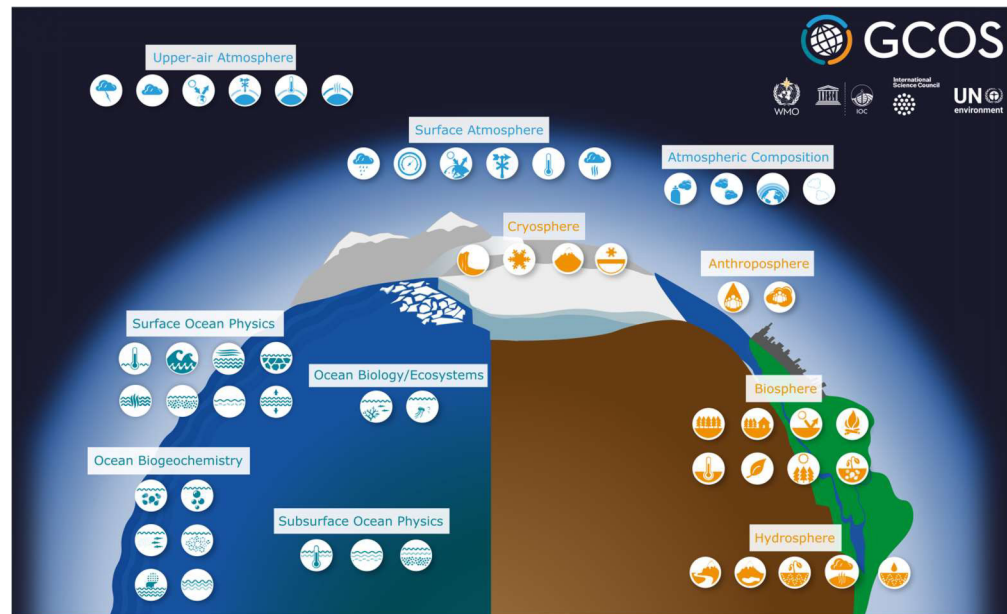 GCOS
WMO
IOC
International
Science Council
UN
environment
Upper-air Atmosphere
Surface Atmosphere
Atmospheric Composition
Cryosphere
Anthroposphere
Surface Ocean Physics
Ocean Biology/Ecosystems
Biosphere
Ocean Biogeochemistry
Subsurface Ocean Physics
Hydrosphere